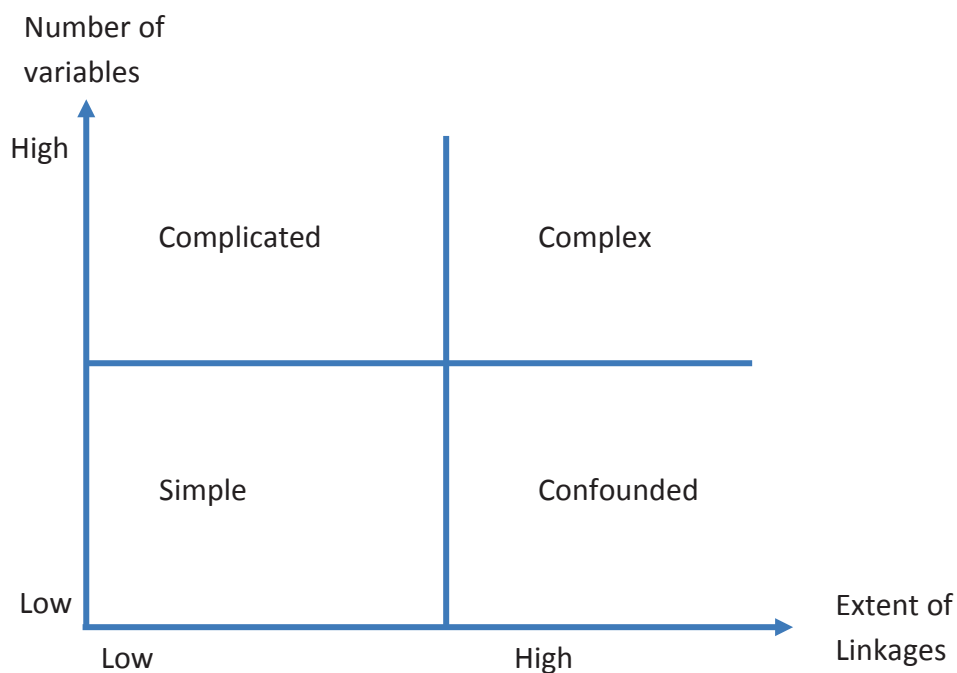 Number of
variables
High
Complicated
Complex
Simple
Confounded
Low
Extent of
Linkages
Low
High